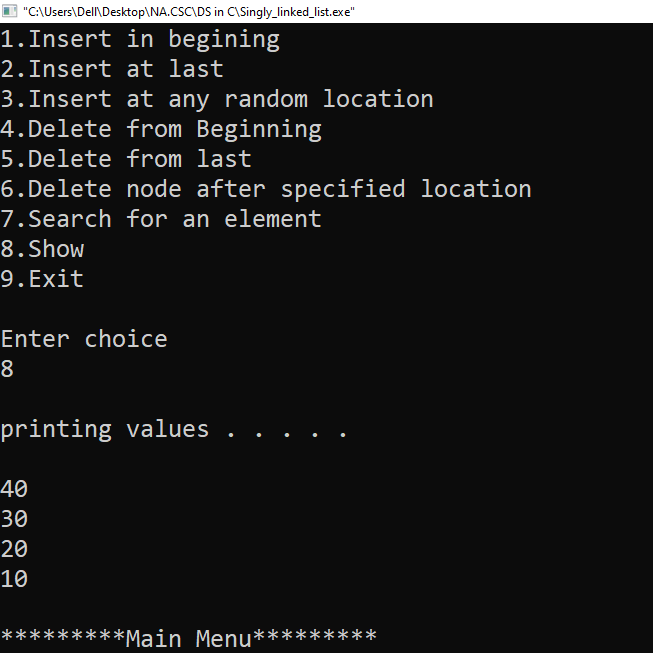 "C:\Users\Dell\Desktop\NA.CSC\DS in C\Singly_linked_list.exe"
1.Insert in begining
2.Insert at last
3.Insert at any random location
4.Delete from Beginning
5.Delete from last
6.Delete node after specified location
7.Search for an element
8.Show
9.Exit
Enter choice
8
printing values . . . . .
40
30
20
10
*********Main Menu*********